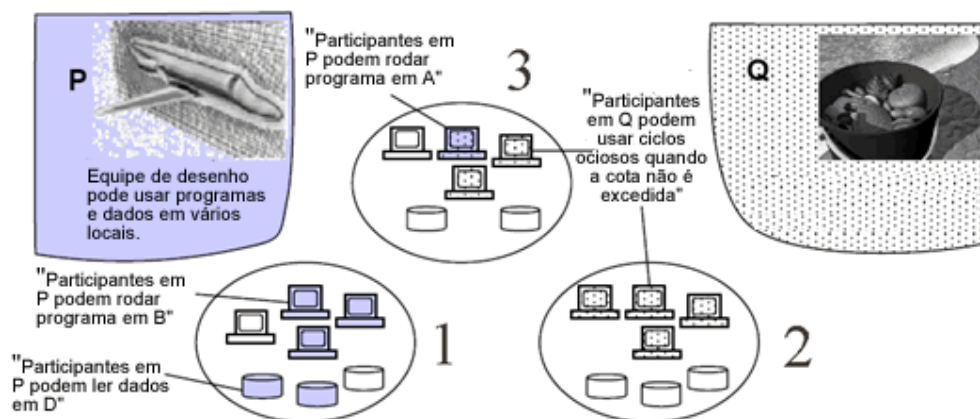 P
Equipe de desenho
pode usar programas
e dados em vários
locais.
"Participantes em
P podem rodar
programa em A"
3
"Participantes
em Q podem
usar ciclos
ociosos quando
a cota não é
excedida"
Q
"Participantes em
P podem rodar
programa em B"
1
"Participantes em
P podem ler dados
em D"
2